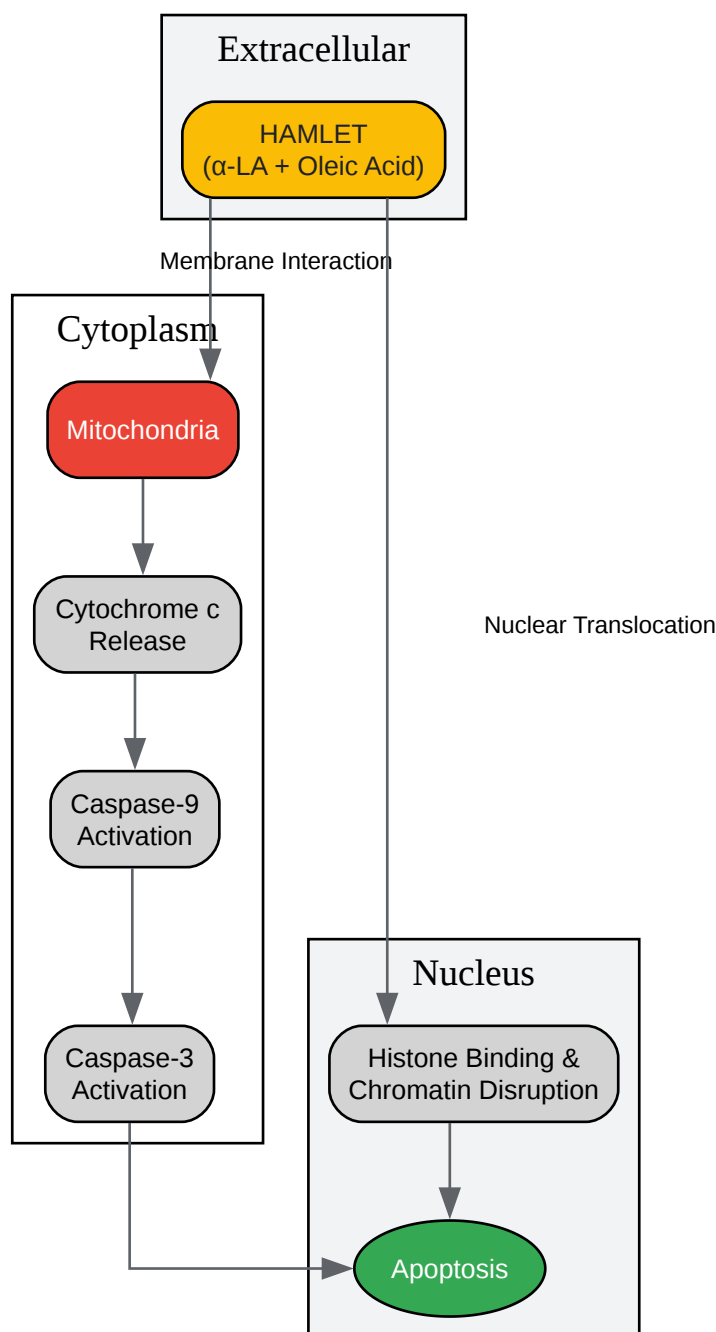 Extracellular
HAMLET
(α-LA + Oleic Acid)
Membrane Interaction
Cytoplasm
Mitochondria
Cytochrome c
Release
Nuclear Translocation
Caspase-9
Activation
Nucleus
Caspase-3
Activation
Histone Binding &
Chromatin Disruption
Apoptosis